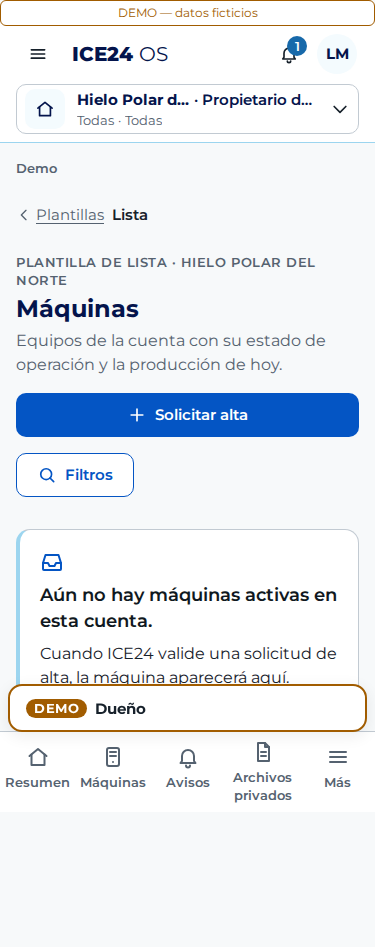 DEMO — datos ficticios
ICE24 OS
1
LM
Hielo Polar d... · Propietario d...
Todas · Todas
Demo
Plantillas Lista
PLANTILLA DE LISTA · HIELO POLAR DEL
NORTE
Máquinas
Equipos de la cuenta con su estado de
operación y la producción de hoy.
Solicitar alta
Filtros
Aún no hay máquinas activas en
esta cuenta.
Cuando ICE24 valide una solicitud de
alta, la máquina aparecerá aquí.
DEMO Dueño
Resumen
Máquinas
Avisos
Archivos
privados
Más